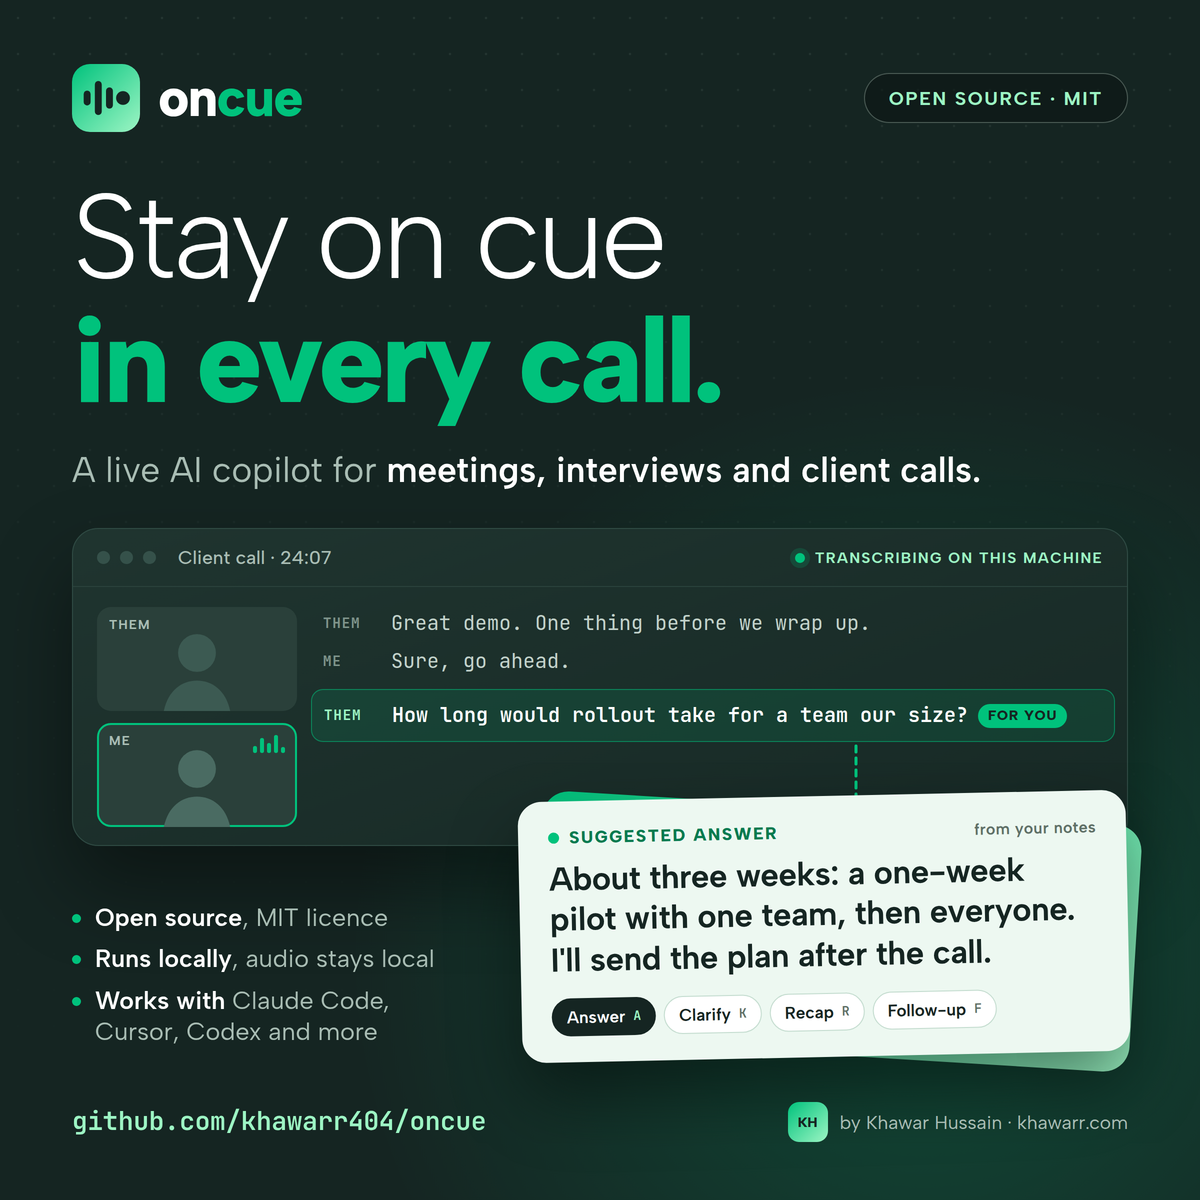 oncue
OPEN SOURCE · MIT
Stay on cue
in every call.
A live AI copilot for meetings, interviews and client calls.
Client call · 24:07
TRANSCRIBING ON THIS MACHINE
THEM
THEM Great demo. One thing before we wrap up.
ME Sure, go ahead.
THEM How long would rollout take for a team our size? FOR YOU
ME
SUGGESTED ANSWER
from your notes
About three weeks: a one-week
pilot with one team, then everyone.
I'll send the plan after the call.
Answer A Clarify K Recap R Follow-up F
Open source, MIT licence
Runs locally, audio stays local
Works with Claude Code,
Cursor, Codex and more
github.com/khawarr404/oncue
KH by Khawar Hussain · khawarr.com